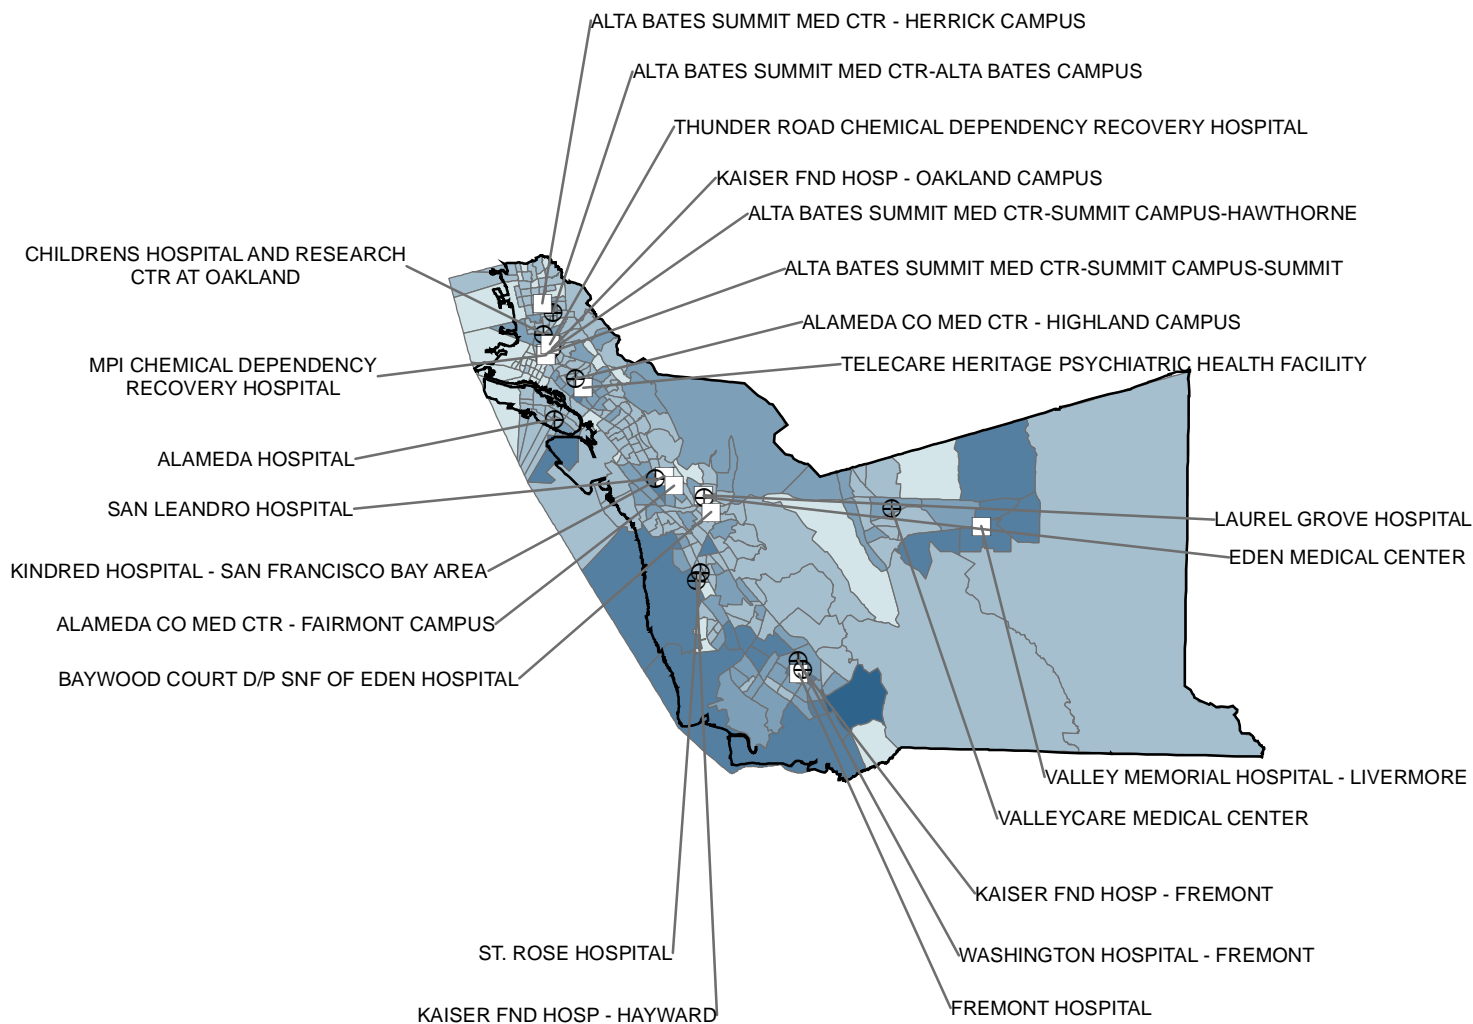 ALTA BATES SUMMIT MED CTR - HERRICK CAMPUS
ALTA BATES SUMMIT MED CTR-ALTA BATES CAMPUS
THUNDER ROAD CHEMICAL DEPENDENCY RECOVERY HOSPITAL
KAISER FND HOSP - OAKLAND CAMPUS
ALTA BATES SUMMIT MED CTR-SUMMIT CAMPUS-HAWTHORNE
CHILDRENS HOSPITAL AND RESEARCH
CTR AT OAKLAND
ALTA BATES SUMMIT MED CTR-SUMMIT CAMPUS-SUMMIT
ALAMEDA CO MED CTR - HIGHLAND CAMPUS
MPI CHEMICAL DEPENDENCY
RECOVERY HOSPITAL
TELECARE HERITAGE PSYCHIATRIC HEALTH FACILITY
ALAMEDA HOSPITAL
SAN LEANDRO HOSPITAL
LAUREL GROVE HOSPITAL
EDEN MEDICAL CENTER
KINDRED HOSPITAL - SAN FRANCISCO BAY AREA
ALAMEDA CO MED CTR - FAIRMONT CAMPUS
BAYWOOD COURT D/P SNF OF EDEN HOSPITAL
VALLEY MEMORIAL HOSPITAL - LIVERMORE
VALLEYCARE MEDICAL CENTER
KAISER FND HOSP - FREMONT
ST. ROSE HOSPITAL
WASHINGTON HOSPITAL - FREMONT
FREMONT HOSPITAL
KAISER FND HOSP - HAYWARD